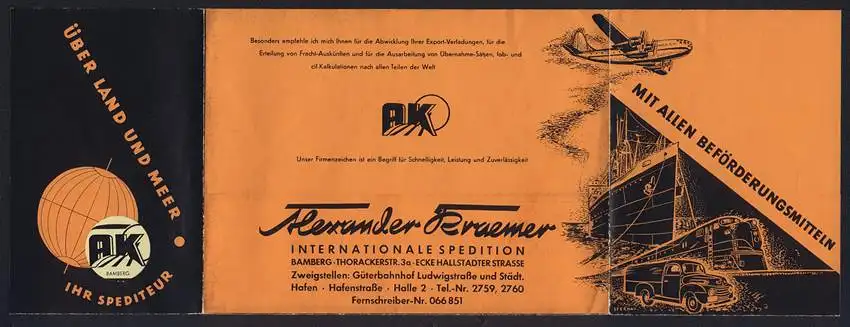 ÜBER LAND UND MEER
AK
BAMBERG
IHR SPEDITEUR
Besonders empfehle ich mich Ihnen für die Abwicklung Ihrer Export-Verladungen, für die
Erteilung von Fracht-Auskünften und für die Ausarbeitung von Übernahme-Sätzen, fob- und
cif-Kalkulationen nach allen Teilen der Welt
AK
Unser Firmenzeichen ist ein Begriff für Schnelligkeit, Leistung und Zuverlässigkeit
Alexander Kraemer
INTERNATIONALE SPEDITION
BAMBERG · THORACKERSTR. 3a · ECKE HALLSTADTER STRASSE
Zweigstellen: Güterbahnhof Ludwigstraße und Städt.
Hafen · Hafenstraße · Halle 2 · Tel.-Nr. 2759, 2760
Fernschreiber-Nr. 066 851
MIT ALLEN BEFÖRDERUNGSMITTELN